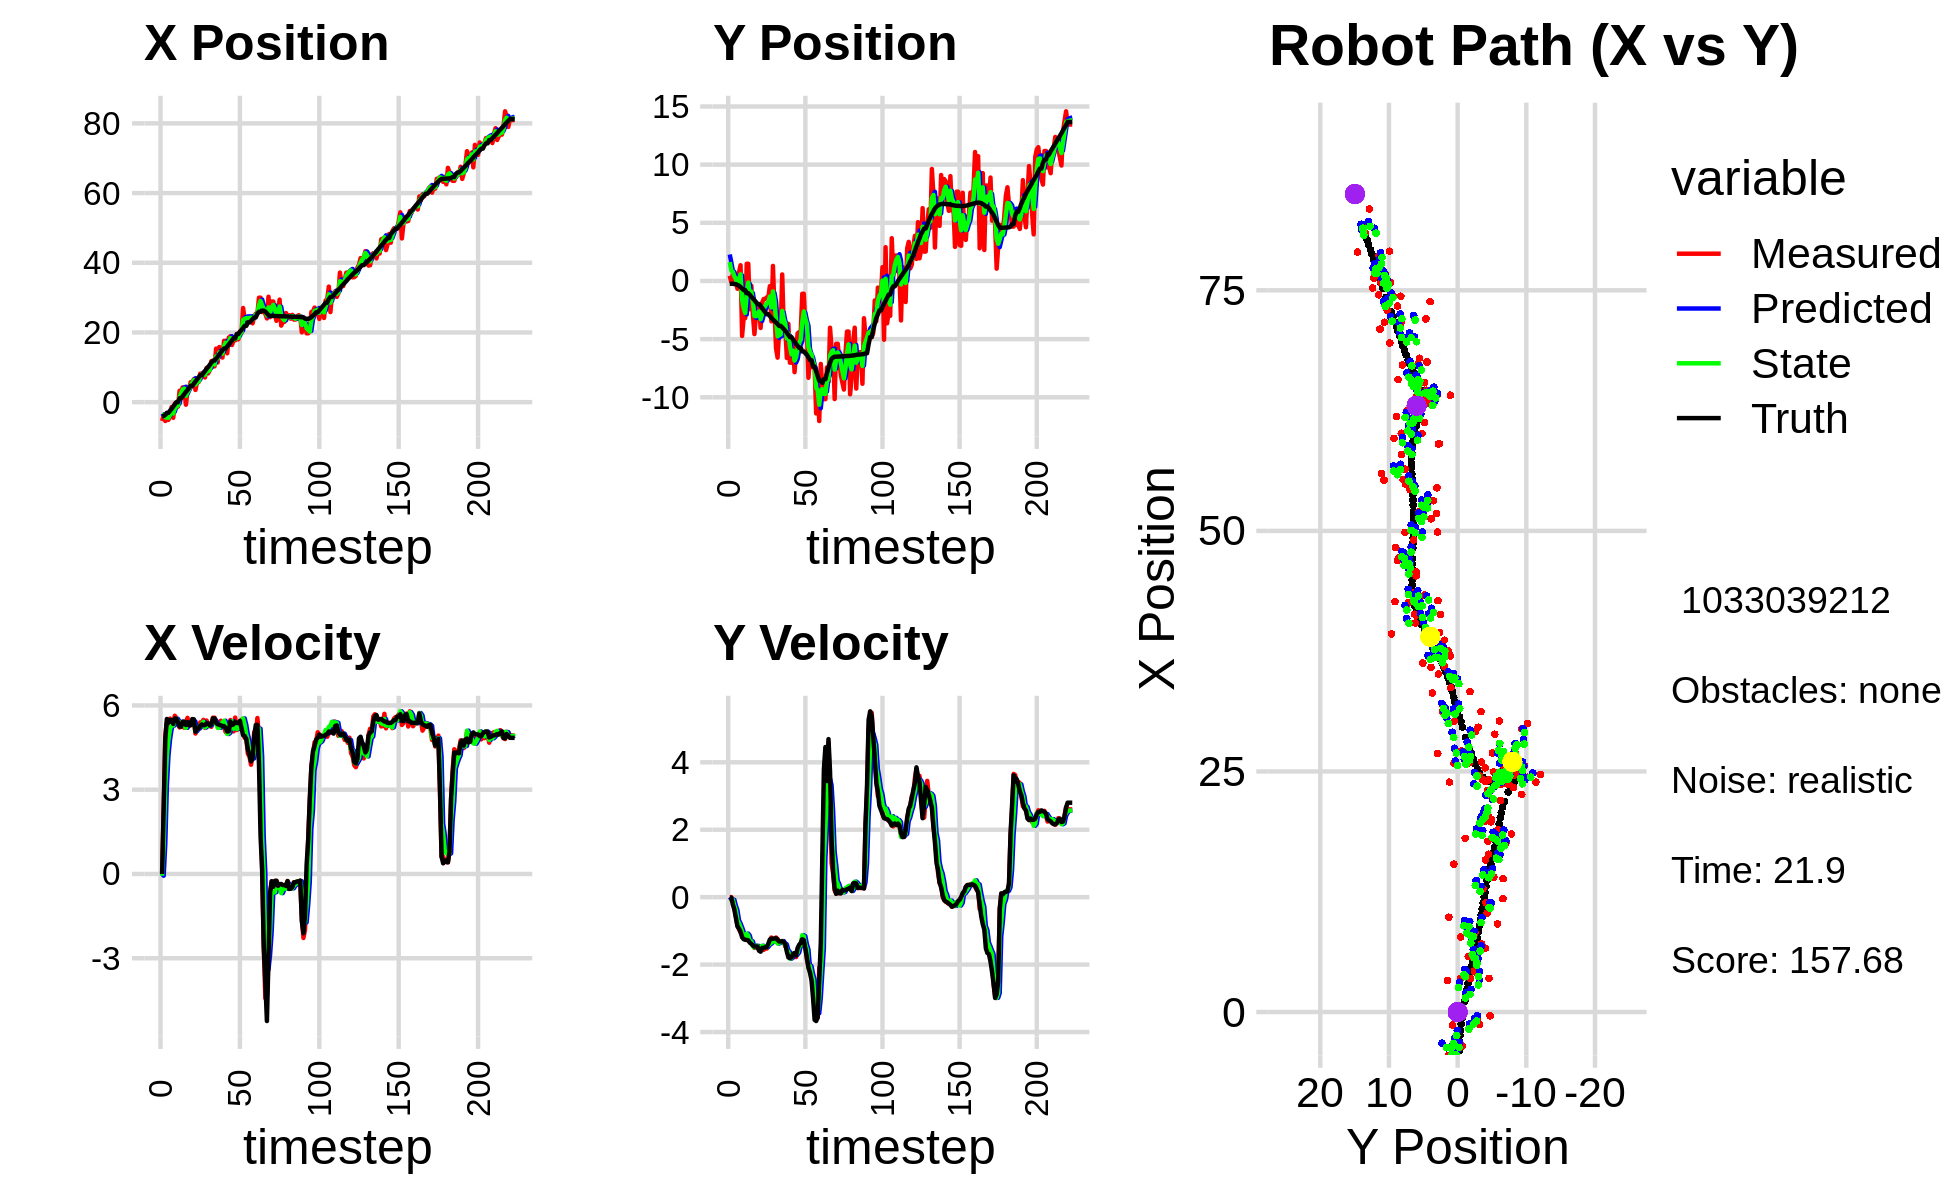 X Position
80
60
40
20
0
0
50
100
150
200
timestep
Y Position
15
10
5
0
-5
-10
0
50
100
150
200
timestep
X Velocity
6
3
0
-3
0
50
100
150
200
timestep
Y Velocity
4
2
0
-2
-4
0
50
100
150
200
timestep
Robot Path (X vs Y)
X Position
75
50
25
0
20 10 0 -10 -20
Y Position
variable
Measured
Predicted
State
Truth
1033039212
Obstacles: none
Noise: realistic
Time: 21.9
Score: 157.68